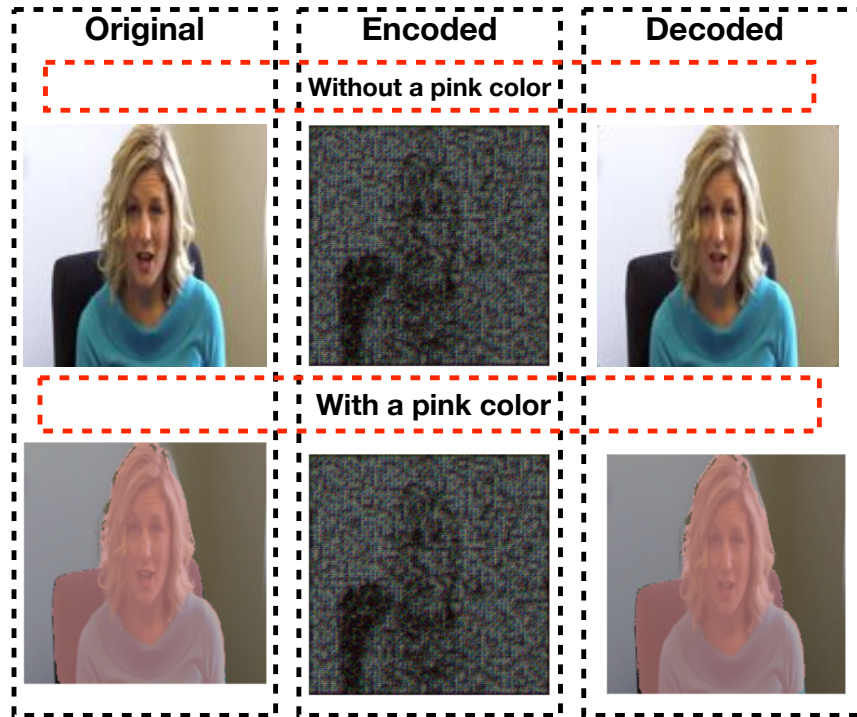 Original Encoded Decoded
Without a pink color
With a pink color